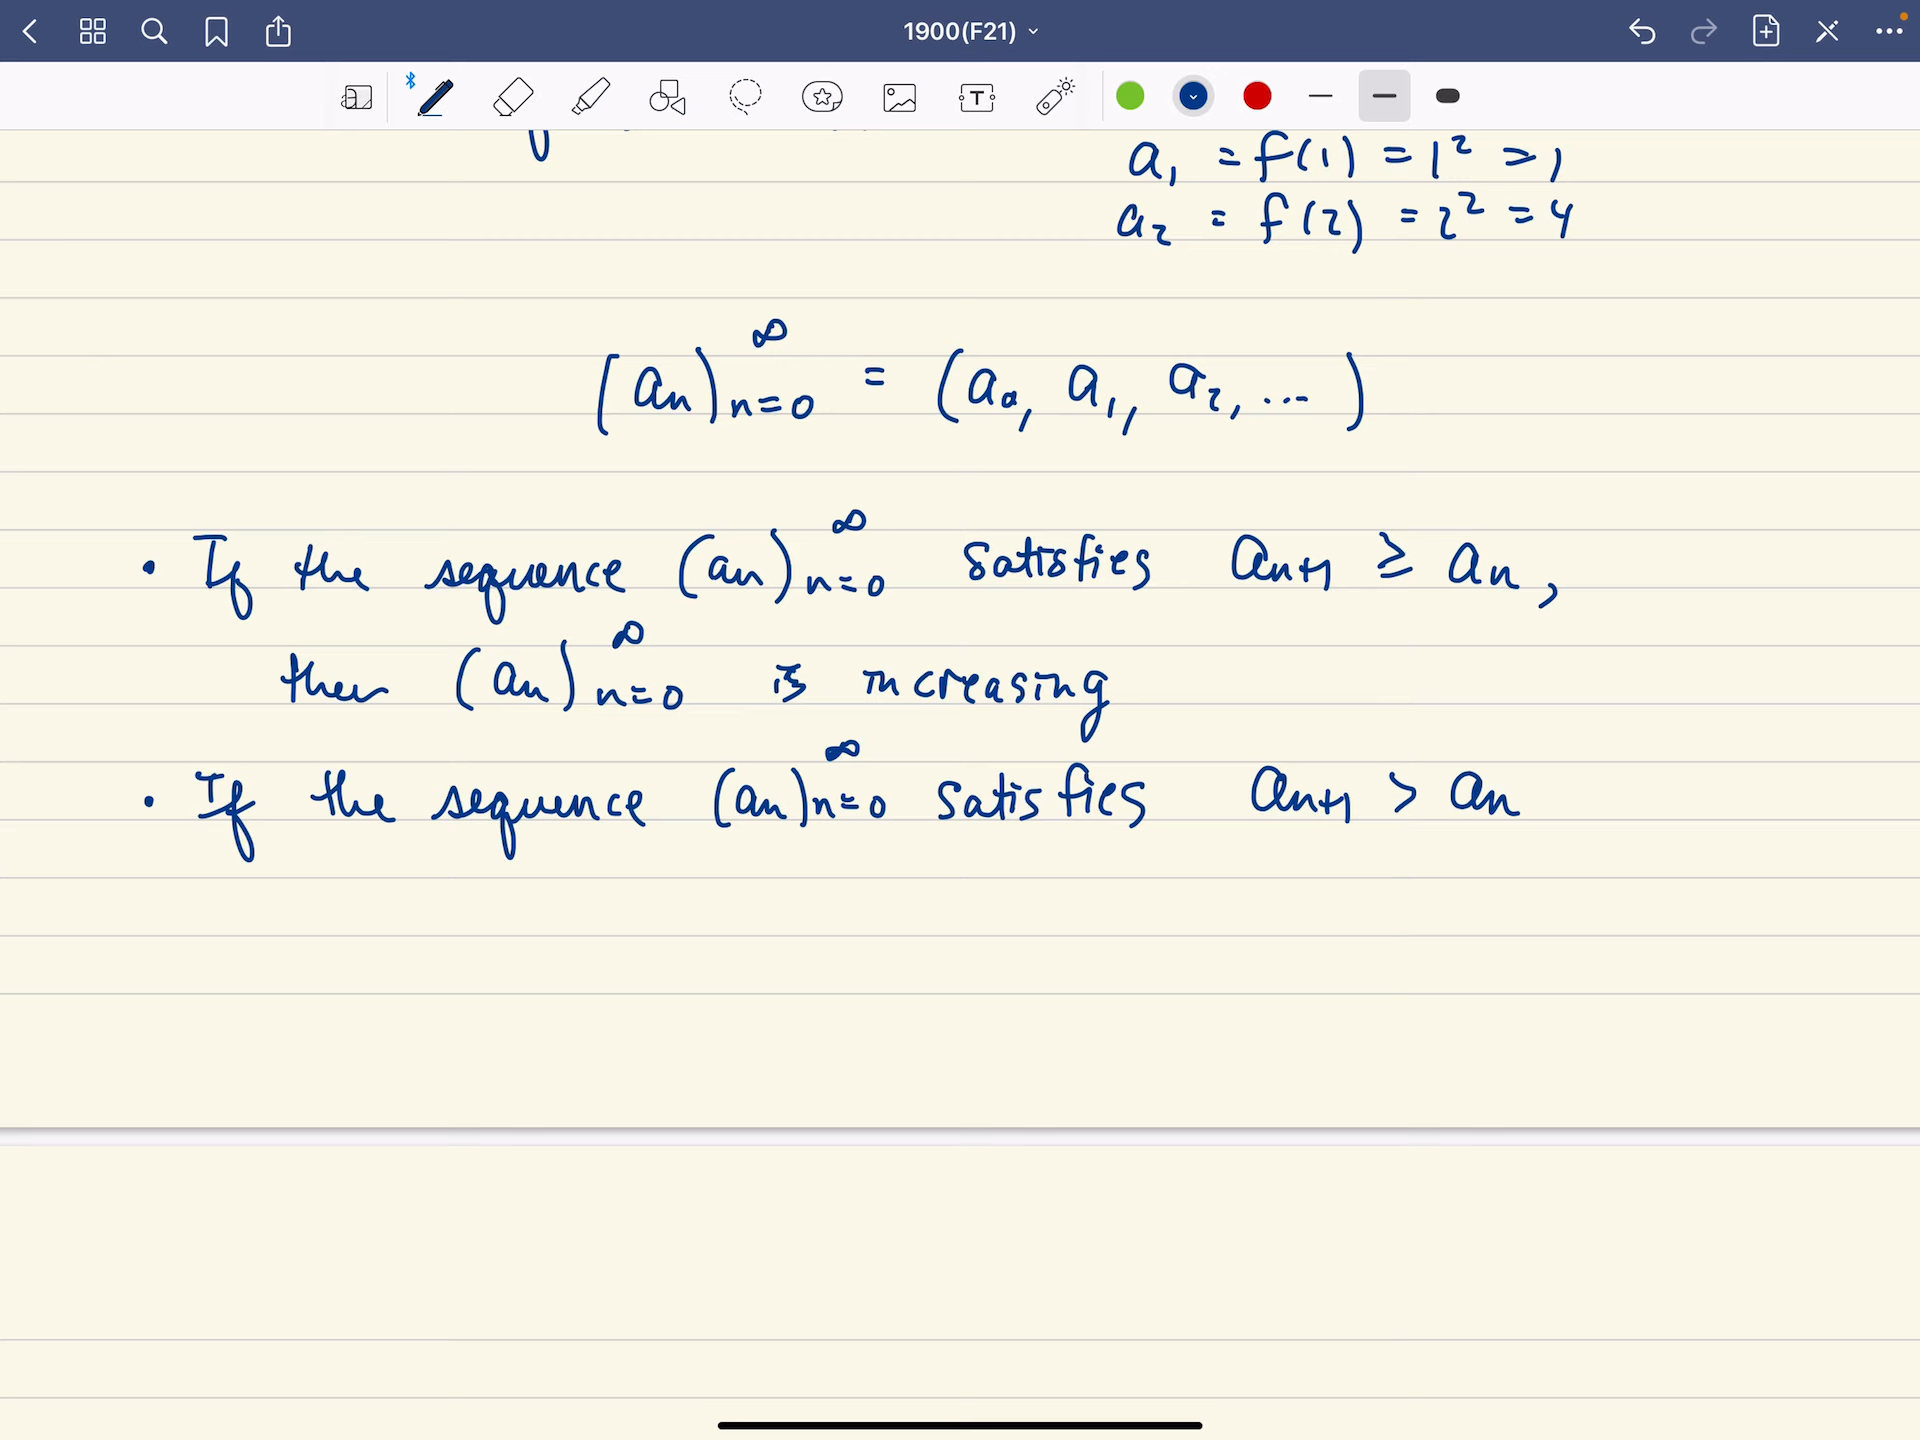 1900(F21)
a₁ = f(1) = 1² = 1
a₂ = f(2) = 2² = 4
(aₙ)ₙ₌₀^∞ = (a₀, a₁, a₂, ...)
• If the sequence (aₙ)ₙ₌₀^∞ satisfies aₙ₊₁ ≥ aₙ,
then (aₙ)ₙ₌₀^∞ is increasing
• If the sequence (aₙ)ₙ₌₀^∞ satisfies aₙ₊₁ > aₙ